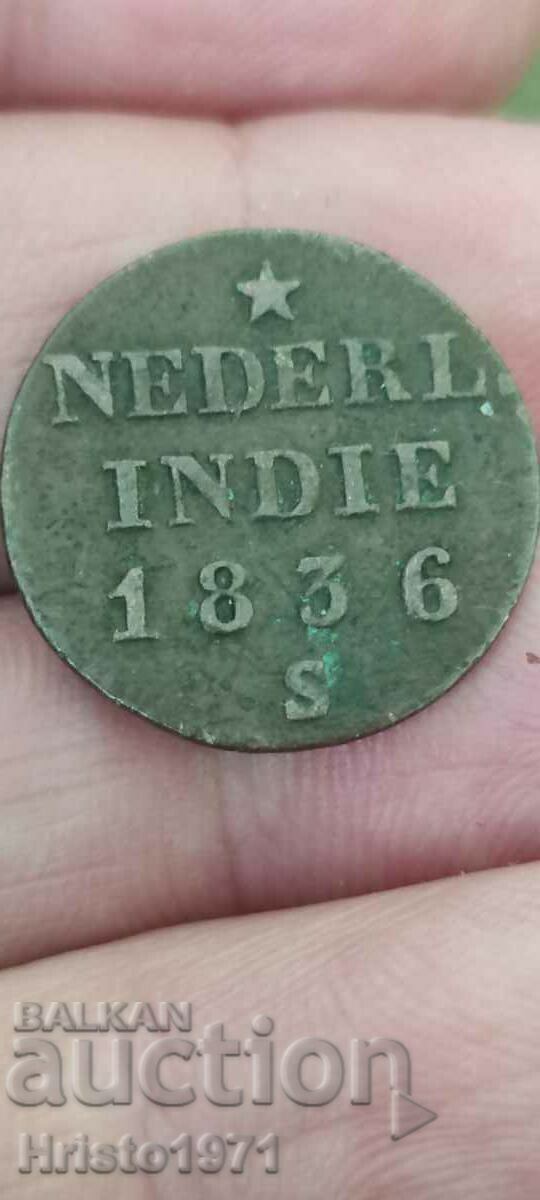 NEDERL.
INDIE
1836
S
BALKAN
auction
Hristo1971